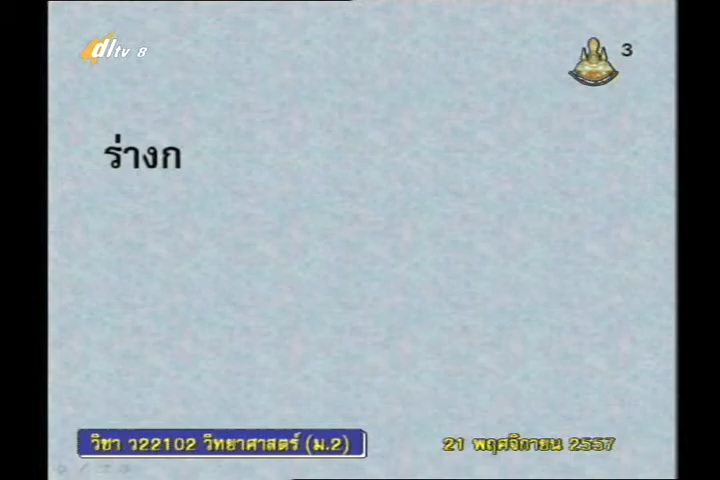 dltv 8
3
ร่างก
วิชา ว22102 วิทยาศาสตร์ (ม.2)
21 พฤศจิกายน 2557